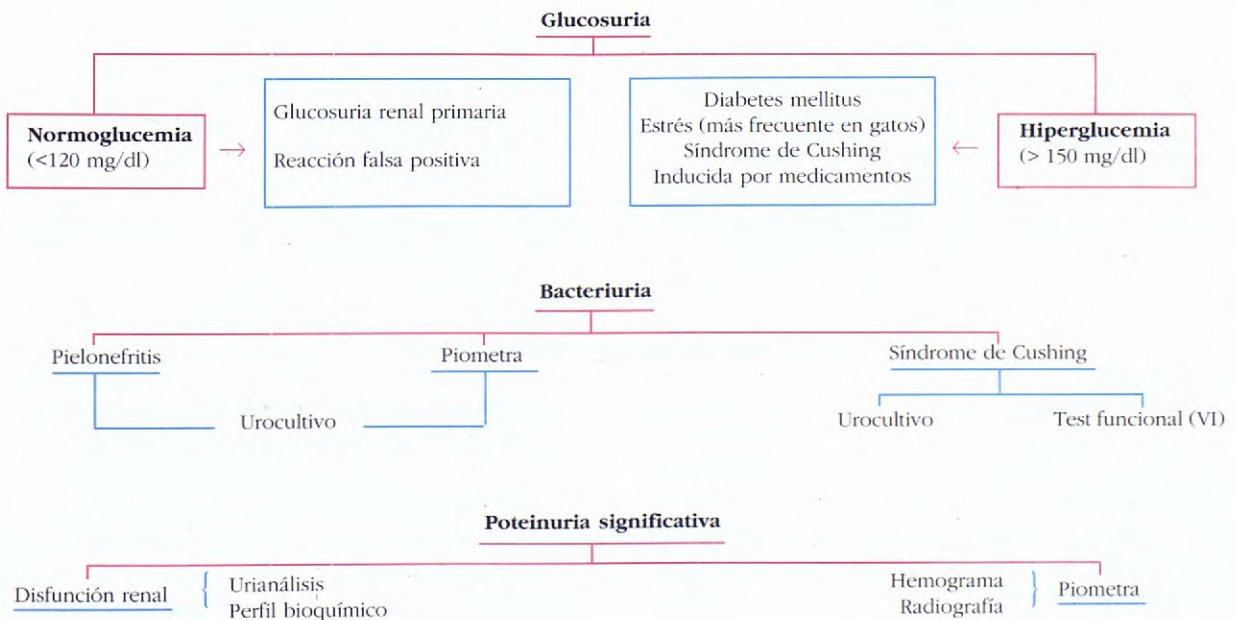 Glucosuria
Normoglucemia
(<120 mg/dl)
→
Glucosuria renal primaria
Reacción falsa positiva
Diabetes mellitus
Estrés (más frecuente en gatos)
Síndrome de Cushing
Inducida por medicamentos
←
Hiperglucemia
(> 150 mg/dl)
Bacteriuria
Pielonefritis
Piometra
Síndrome de Cushing
Urocultivo
Urocultivo
Test funcional (VI)
Poteinuria significativa
Disfunción renal
Urianálisis
Perfil bioquímico
Hemograma
Radiografía
Piometra